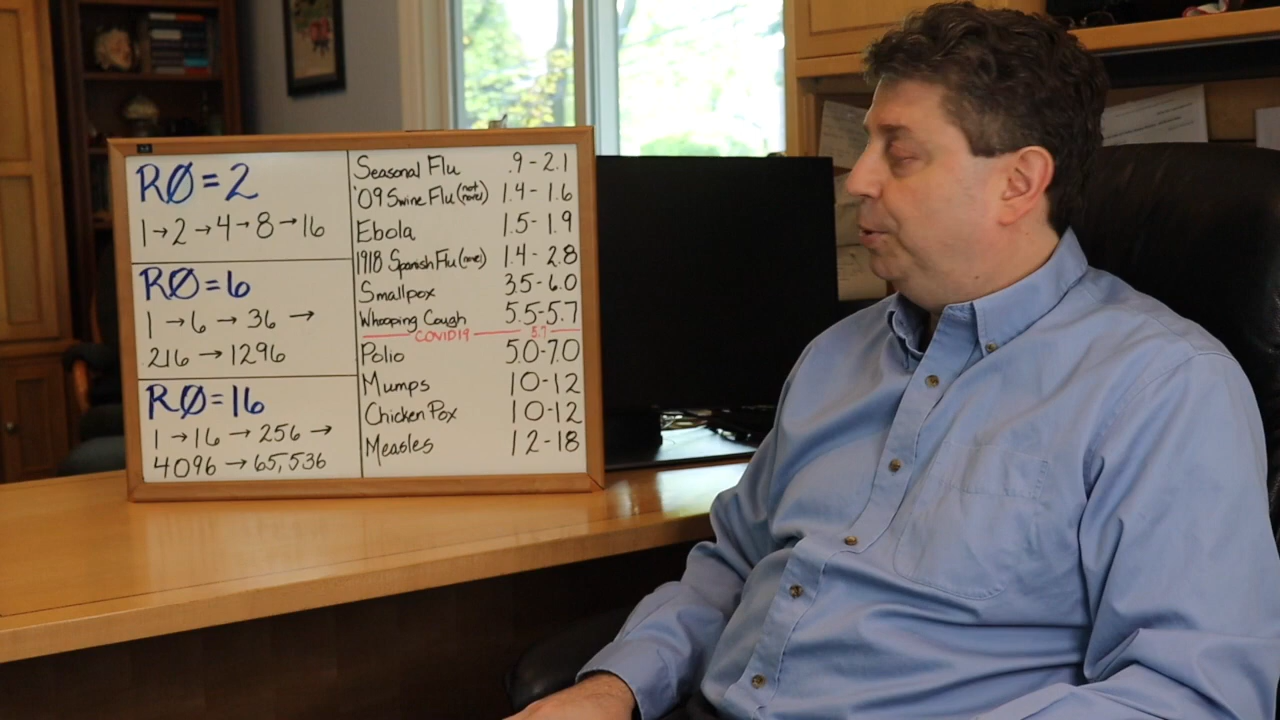 RØ=2
1→2→4→8→16
RØ=6
1→6→36→
216→1296
RØ=16
1→16→256→
4096→65,536
Seasonal Flu .9-2.1
'09 Swine Flu (not novel) 1.4-1.6
Ebola 1.5-1.9
1918 Spanish Flu (novel) 1.4-2.8
Smallpox 3.5-6.0
Whooping Cough 5.5-5.7
COVID19 5.7
Polio 5.0-7.0
Mumps 10-12
Chicken Pox 10-12
Measles 12-18